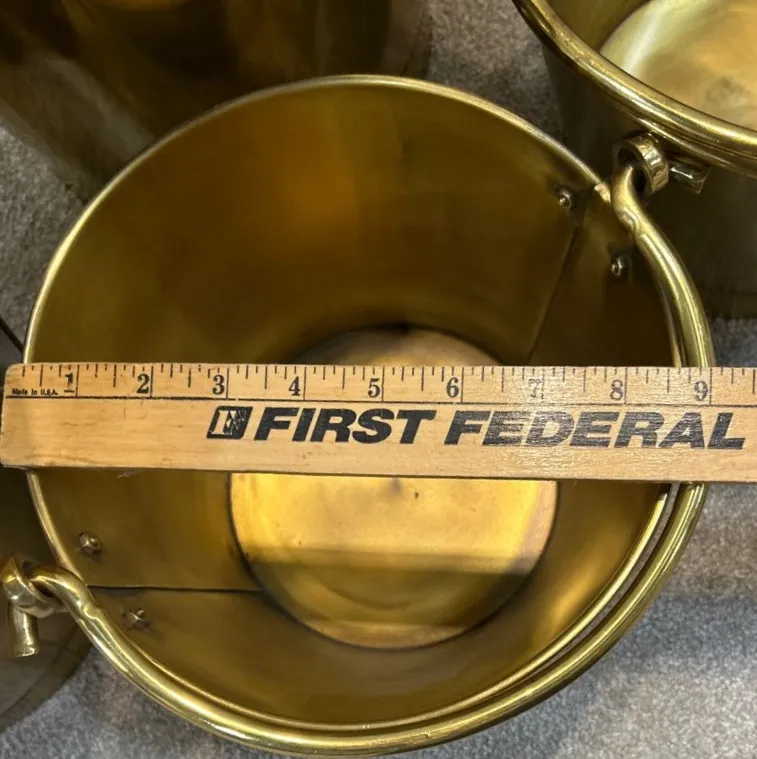 1 2 3 4 5 6 7 8 9
Made in U.S.A.
FIRST FEDERAL